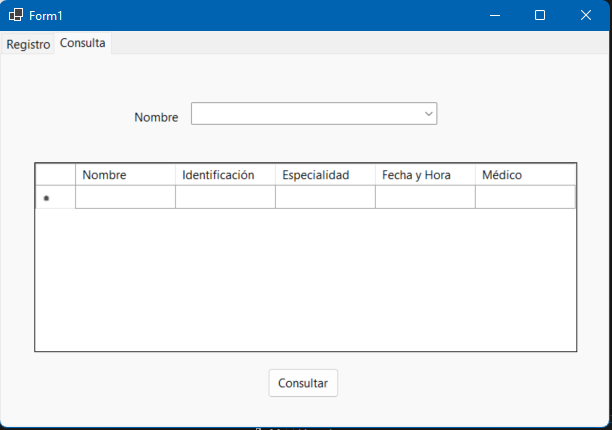 Form1
Registro Consulta
Nombre
Nombre Identificación Especialidad Fecha y Hora Médico
Consultar